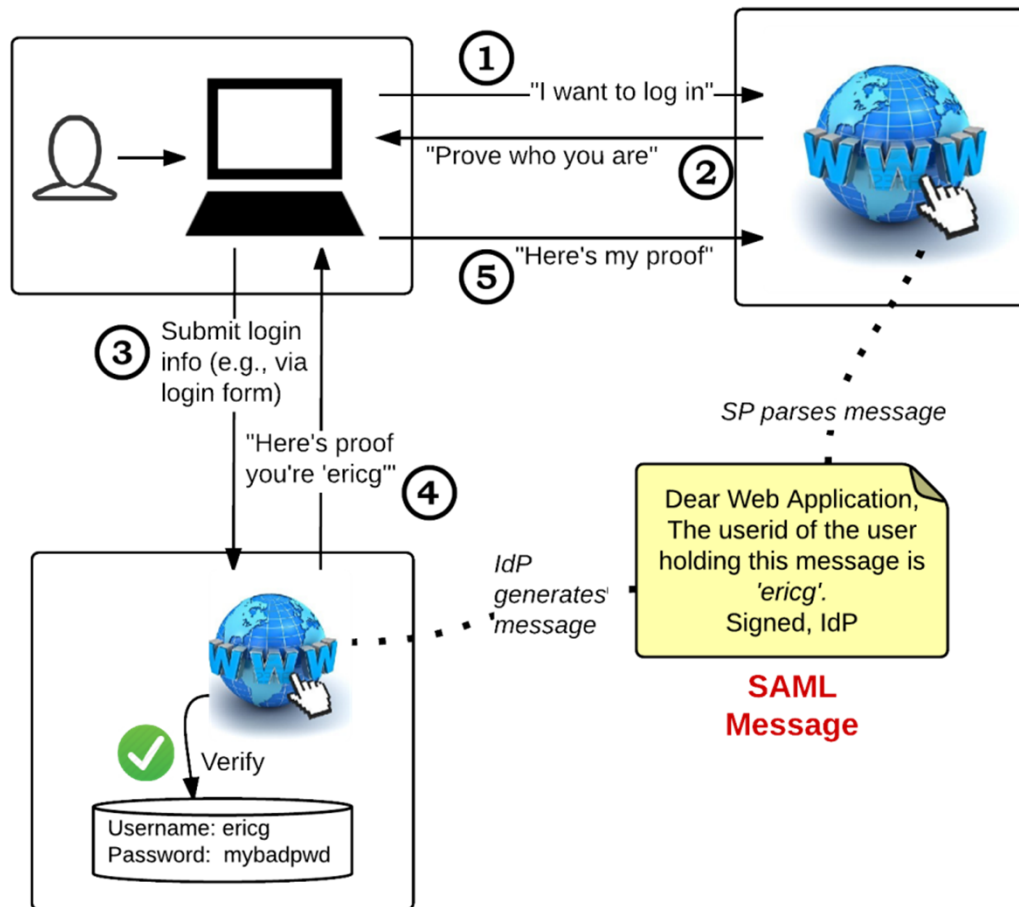 1
"I want to log in"
"Prove who you are"
2
"Here's my proof"
5
WWW
3
Submit login
info (e.g., via
login form)
"Here's proof
you're 'ericg'"
4
SP parses message
Dear Web Application,
The userid of the user
holding this message is
'ericg'.
Signed, IdP
SAML
Message
IdP
generates
message
WWW
Verify
Username: ericg
Password: mybadpwd